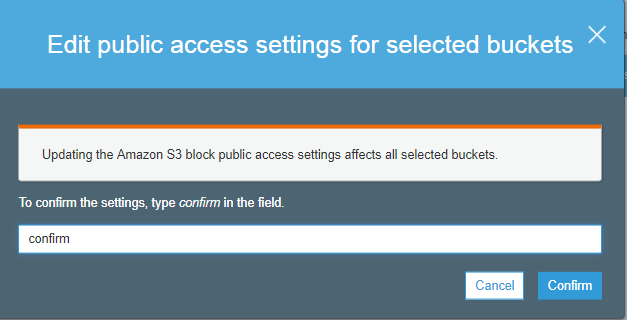 Edit public access settings for selected buckets
Updating the Amazon S3 block public access settings affects all selected buckets.
To confirm the settings, type confirm in the field.
confirm
Cancel
Confirm